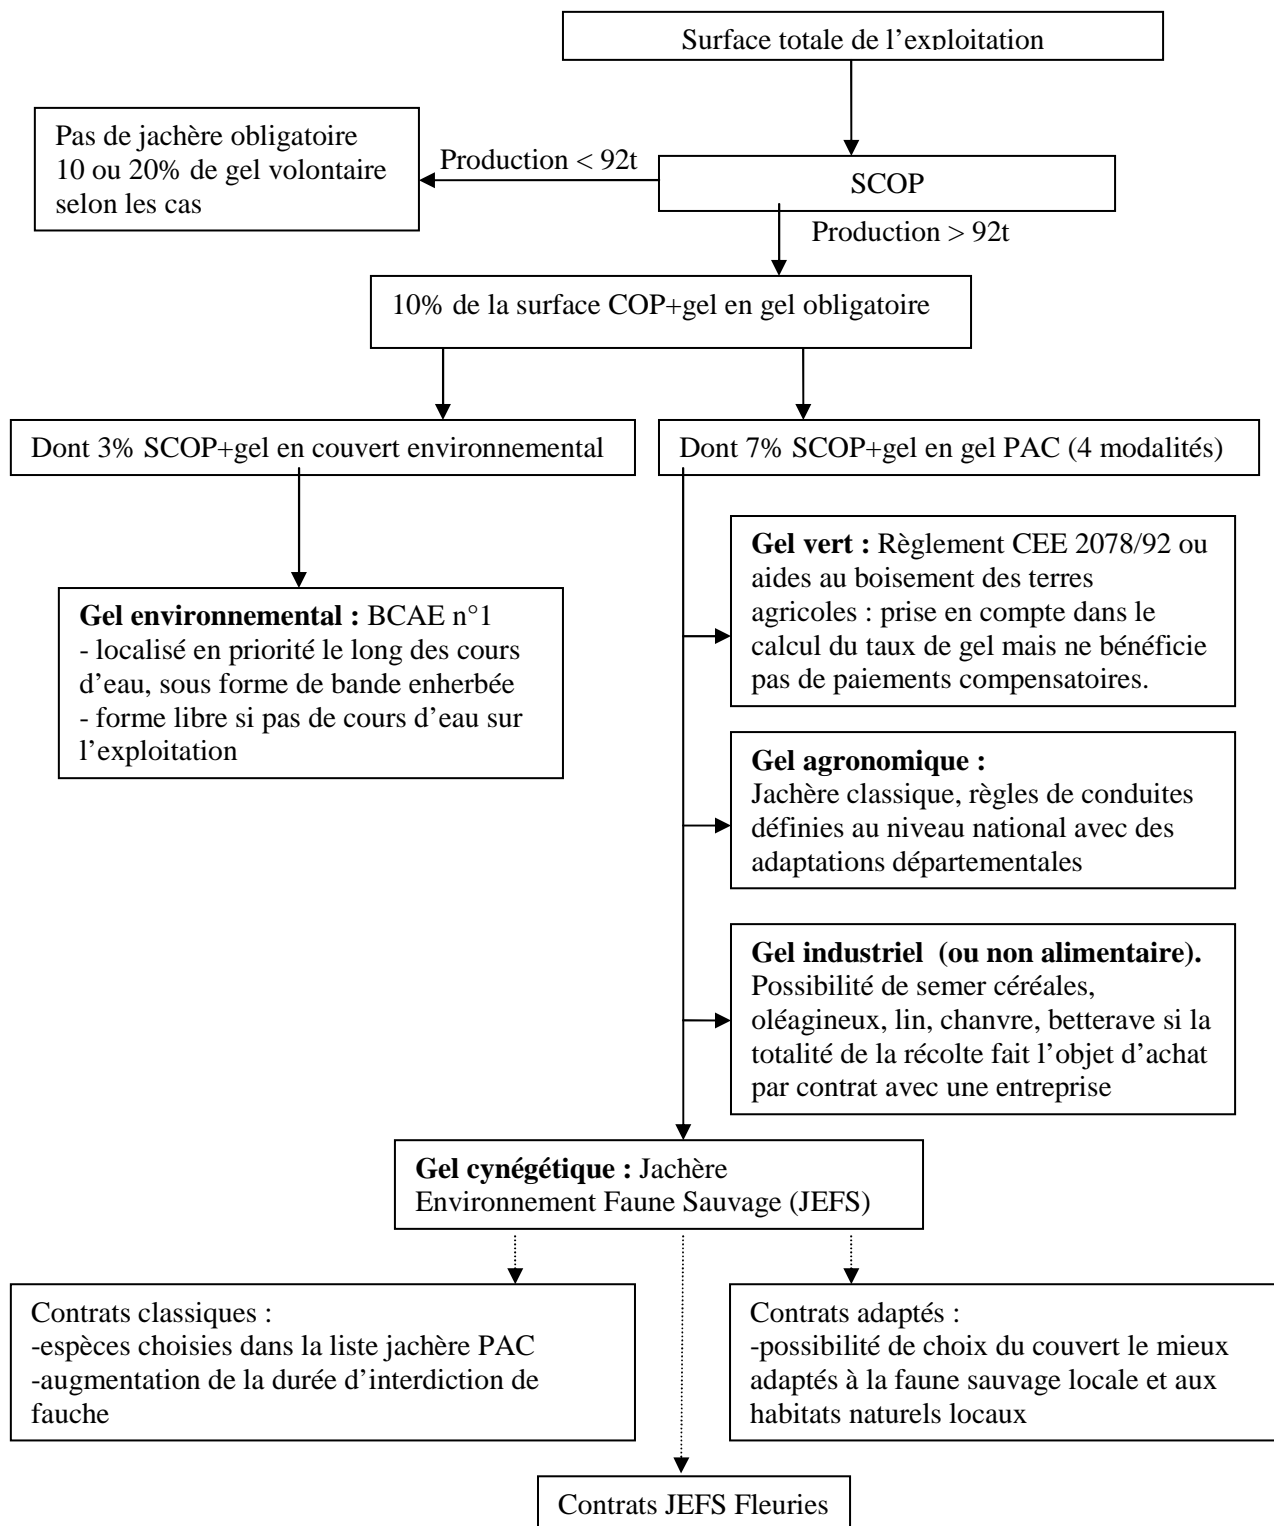 Surface totale de l’exploitation
Pas de jachère obligatoire
10 ou 20% de gel volontaire
selon les cas
Production < 92t
SCOP
Production > 92t
10% de la surface COP+gel en gel obligatoire
Dont 3% SCOP+gel en couvert environnemental
Dont 7% SCOP+gel en gel PAC (4 modalités)
Gel vert : Règlement CEE 2078/92 ou
aides au boisement des terres
agricoles : prise en compte dans le
calcul du taux de gel mais ne bénéficie
pas de paiements compensatoires.
Gel environnemental : BCAE n°1
- localisé en priorité le long des cours
d’eau, sous forme de bande enherbée
- forme libre si pas de cours d’eau sur
l’exploitation
Gel agronomique :
Jachère classique, règles de conduites
définies au niveau national avec des
adaptations départementales
Gel industriel (ou non alimentaire).
Possibilité de semer céréales,
oléagineux, lin, chanvre, betterave si la
totalité de la récolte fait l’objet d’achat
par contrat avec une entreprise
Gel cynégétique : Jachère
Environnement Faune Sauvage (JEFS)
Contrats classiques :
-espèces choisies dans la liste jachère PAC
-augmentation de la durée d’interdiction de
fauche
Contrats adaptés :
-possibilité de choix du couvert le mieux
adaptés à la faune sauvage locale et aux
habitats naturels locaux
Contrats JEFS Fleuries